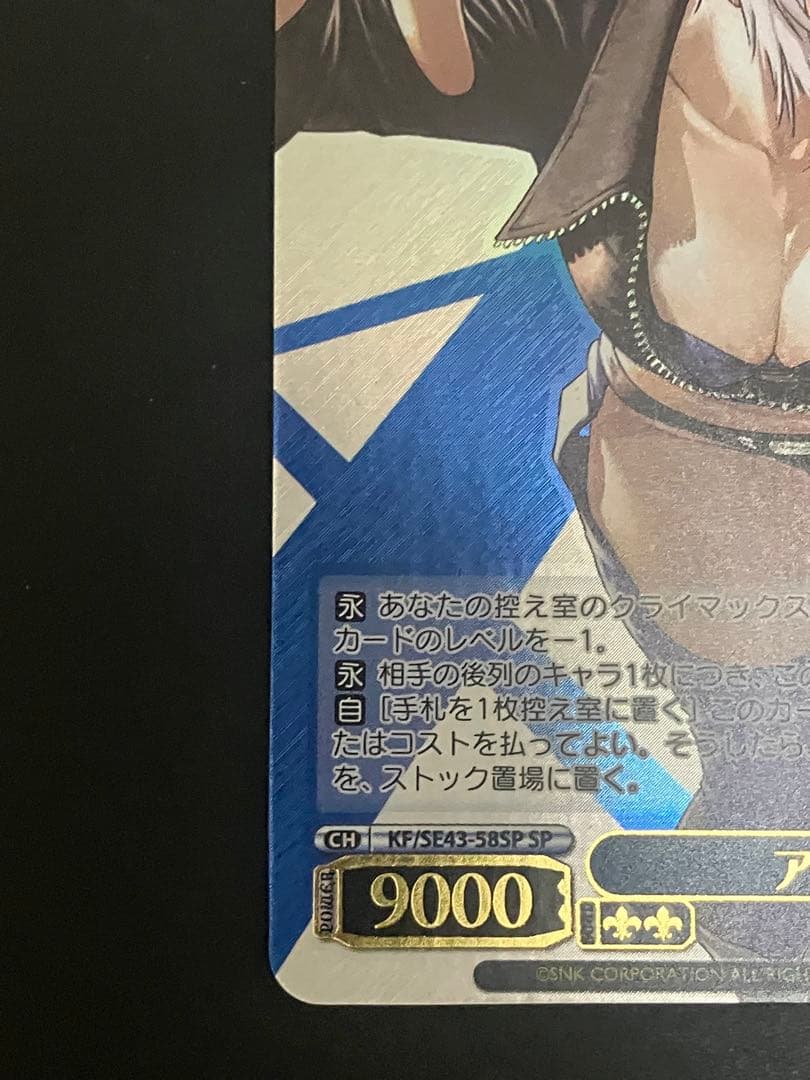 永 あなたの控え室のクライマックス
カードのレベルを－1。
永 相手の後列のキャラ1枚につき、この
自 [手札を1枚控え室に置く] このカー
たはコストを払ってよい。そうしたら
を、ストック置場に置く。
CH KF/SE43-58SP SP
POWER 9000
ア
©SNK CORPORATION ALL RIGH